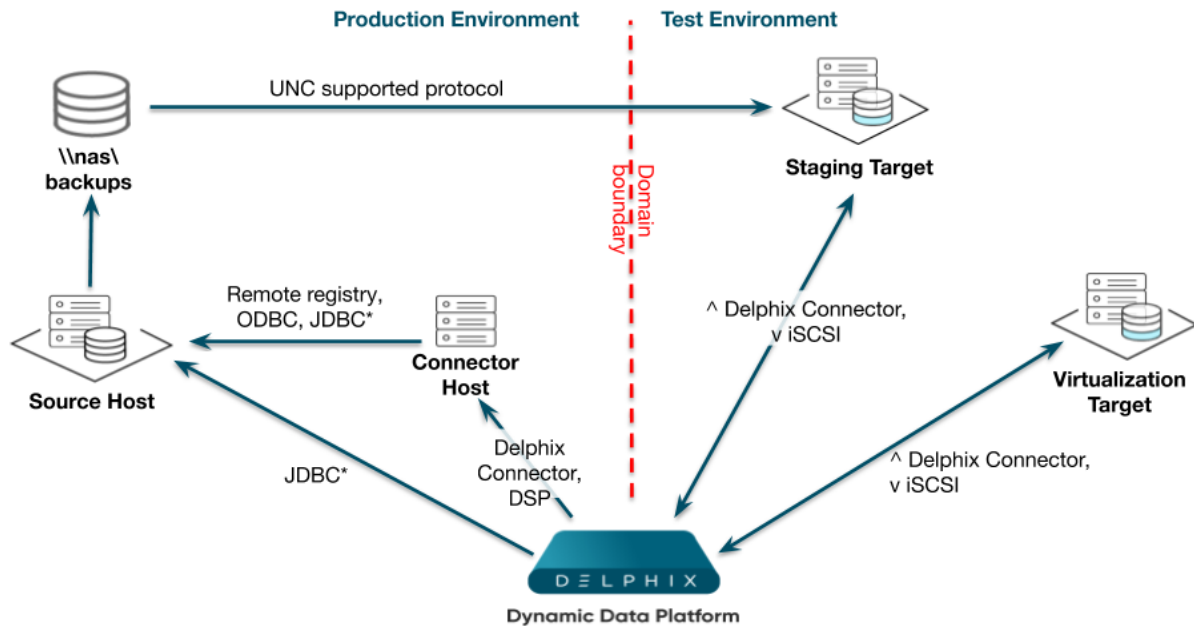 Production Environment
Test Environment
UNC supported protocol
\\nas\
backups
Staging Target
Domain
boundary
Remote registry,
ODBC, JDBC*
Connector
Host
Source Host
^ Delphix Connector,
v iSCSI
Virtualization
Target
JDBC*
Delphix
Connector,
DSP
^ Delphix Connector,
v iSCSI
DELPHIX
Dynamic Data Platform